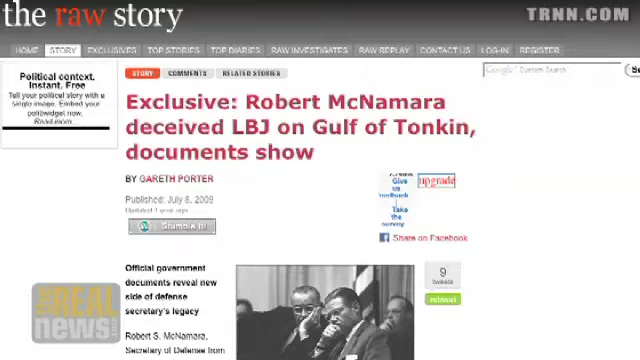 the raw story
TRNN.COM
HOME STORY EXCLUSIVES TOP STORIES TOP DIARIES RAW INVESTIGATES RAW REPLAY CONTACT US LOG-IN REGISTER
Political context.
Instant. Free
Tell your political story with a
single image. Embed your
politiwidget now.
Read more...
STORY COMMENTS RELATED STORIES
Custom Search
Exclusive: Robert McNamara
deceived LBJ on Gulf of Tonkin,
documents show
BY GARETH PORTER
Published: July 8, 2009
Updated 1 year ago
Stumble It!
Give
us
feedback
Take
the
survey
upgrade
Share on Facebook
Official government
documents reveal new
side of defense
secretary's legacy
9
tweets
retweet
Robert S. McNamara,
Secretary of Defense from
THE REAL
news.com